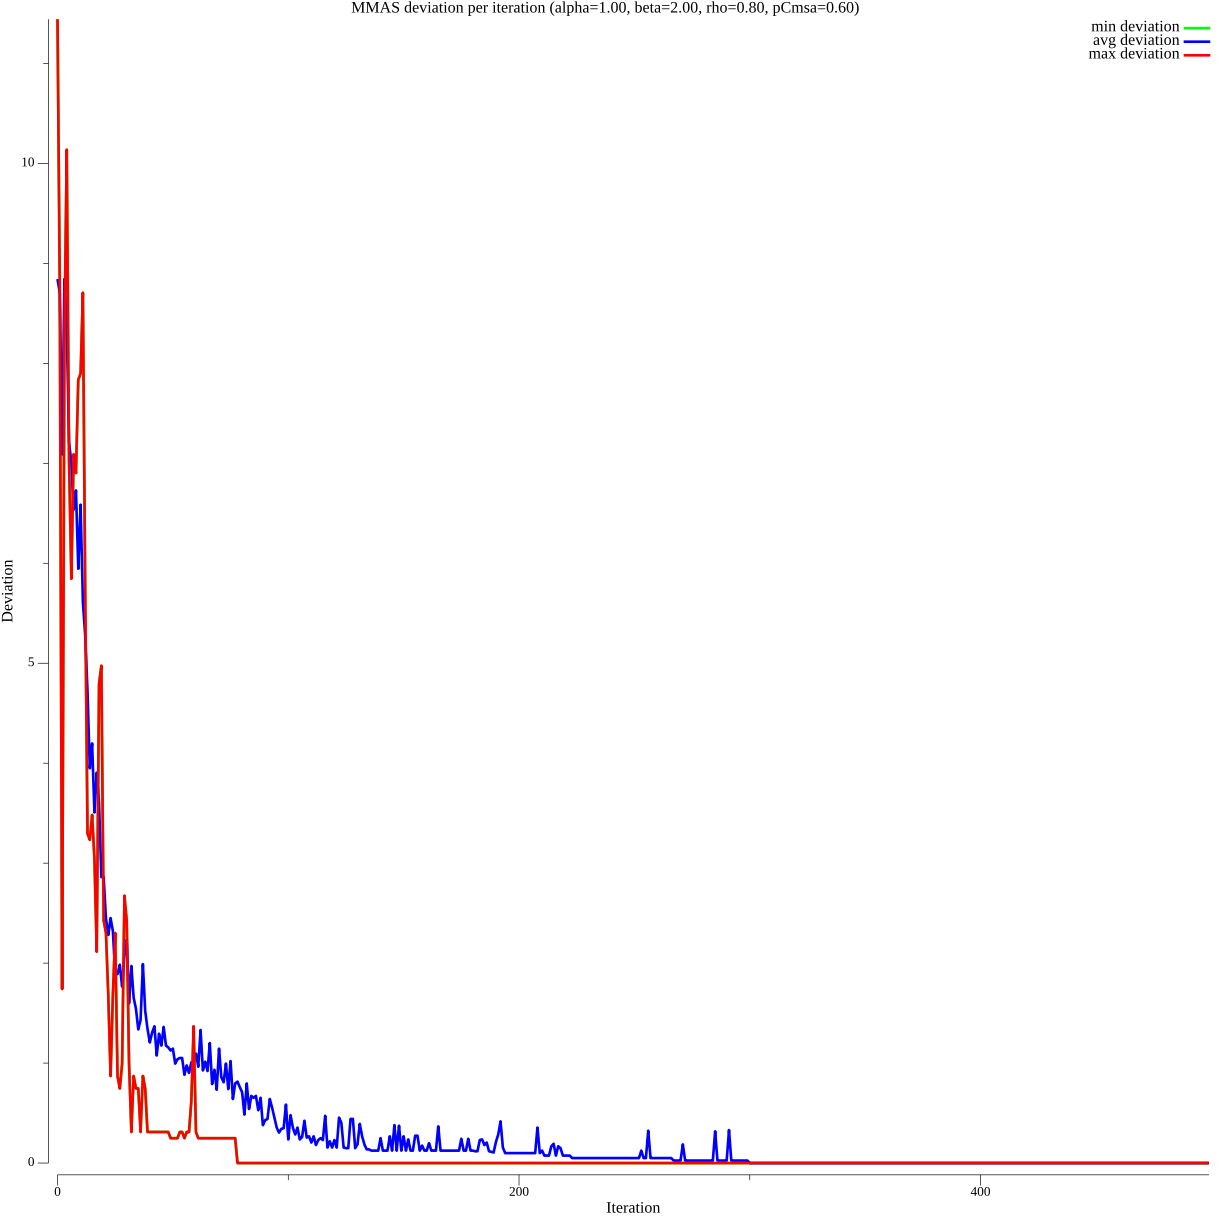 MMAS deviation per iteration (alpha=1.00, beta=2.00, rho=0.80, pCmsa=0.60)
min deviation
avg deviation
max deviation
10
5
0
Deviation
0
200
400
Iteration